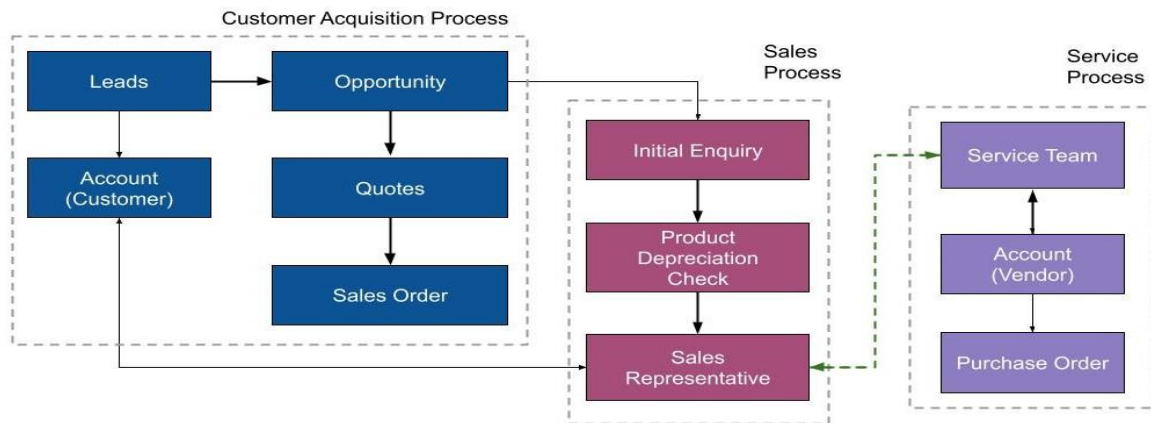 Customer Acquisition Process
Leads
Opportunity
Account
(Customer)
Quotes
Sales Order
Sales
Process
Initial Enquiry
Product
Depreciation
Check
Sales
Representative
Service
Process
Service Team
Account
(Vendor)
Purchase Order